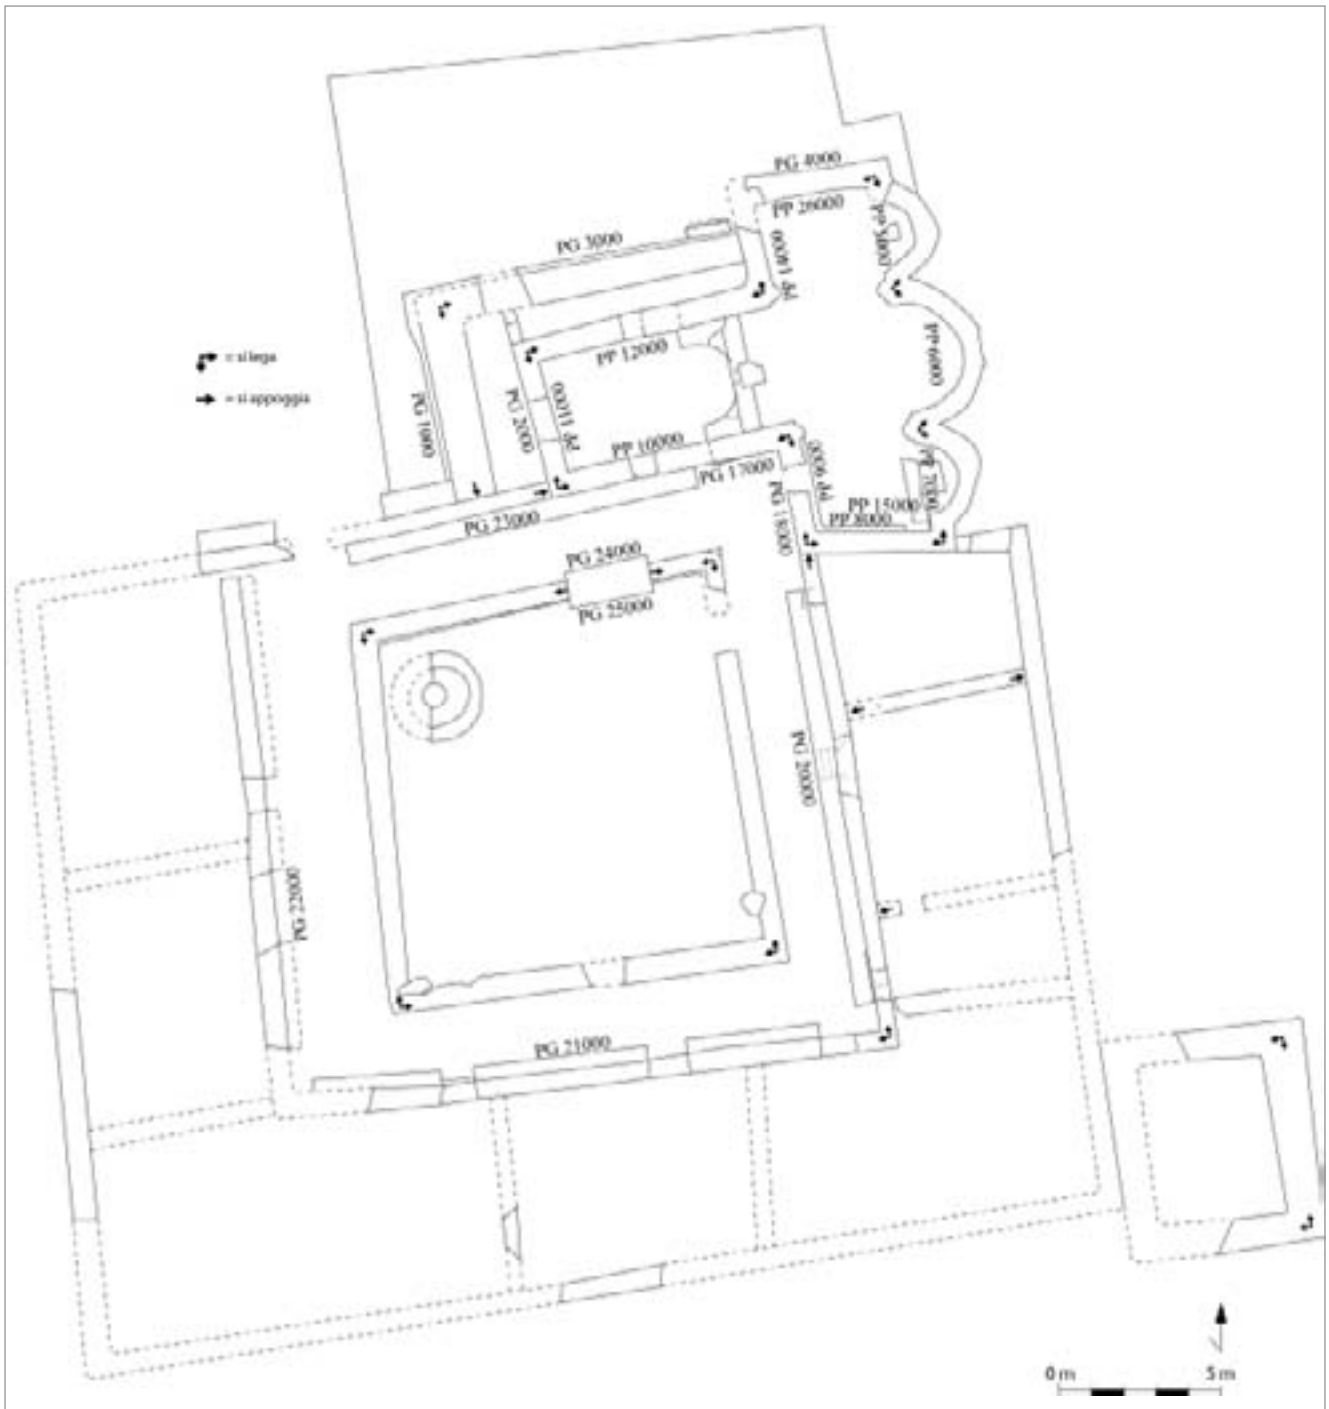 PG 4000
PP 26000
PP 5000
PG 3000
PP 14000
= si lega
PP 12000
PP 6000
= si appoggia
PG 1000
PG 2000
PP 11000
PP 10000
PG 17000
PP 9000
PP 7000
PP 15000
PP 8000
PG 18000
PG 23000
PG 24000
PG 25000
PG 20000
PG 22000
PG 21000
0 m 5 m